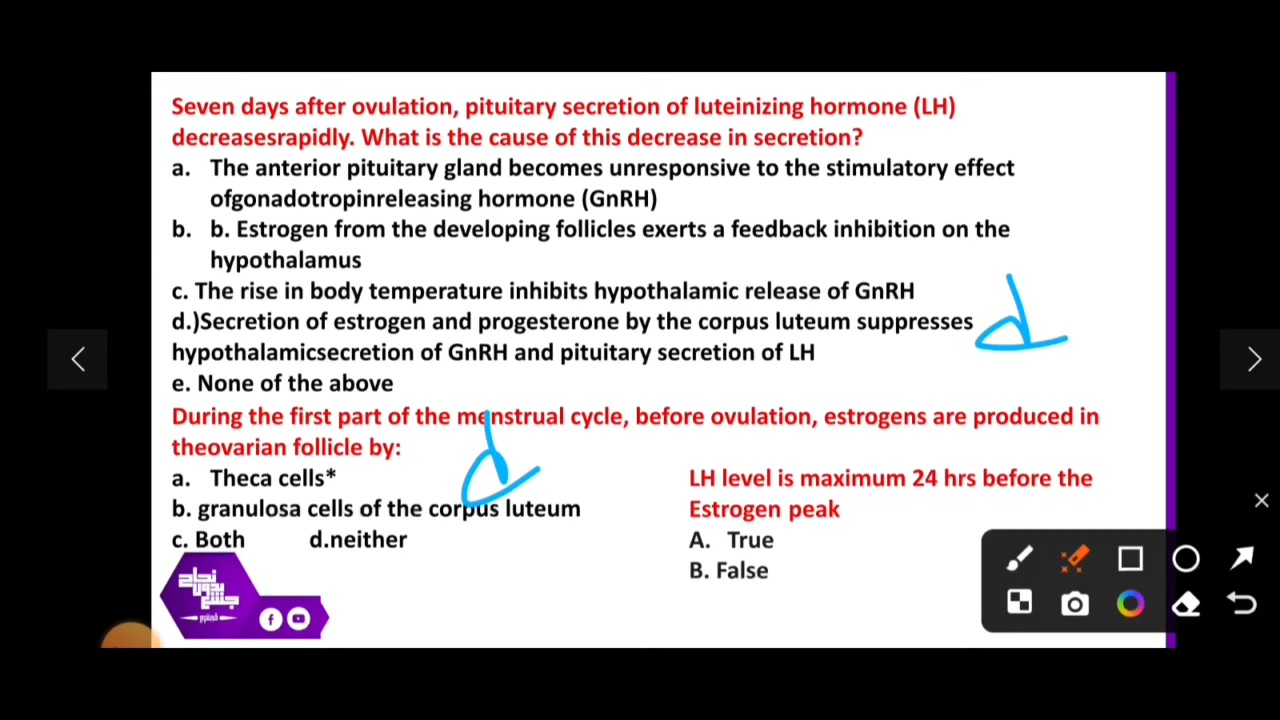 Seven days after ovulation, pituitary secretion of luteinizing hormone (LH)
decreasesrapidly. What is the cause of this decrease in secretion?
a. The anterior pituitary gland becomes unresponsive to the stimulatory effect
ofgonadotropinreleasing hormone (GnRH)
b. b. Estrogen from the developing follicles exerts a feedback inhibition on the
hypothalamus
c. The rise in body temperature inhibits hypothalamic release of GnRH
d.)Secretion of estrogen and progesterone by the corpus luteum suppresses
hypothalamicsecretion of GnRH and pituitary secretion of LH
d
e. None of the above
During the first part of the menstrual cycle, before ovulation, estrogens are produced in
theovarian follicle by:
d
a. Theca cells*
b. granulosa cells of the corpus luteum
c. Both d.neither
LH level is maximum 24 hrs before the
Estrogen peak
A. True
B. False